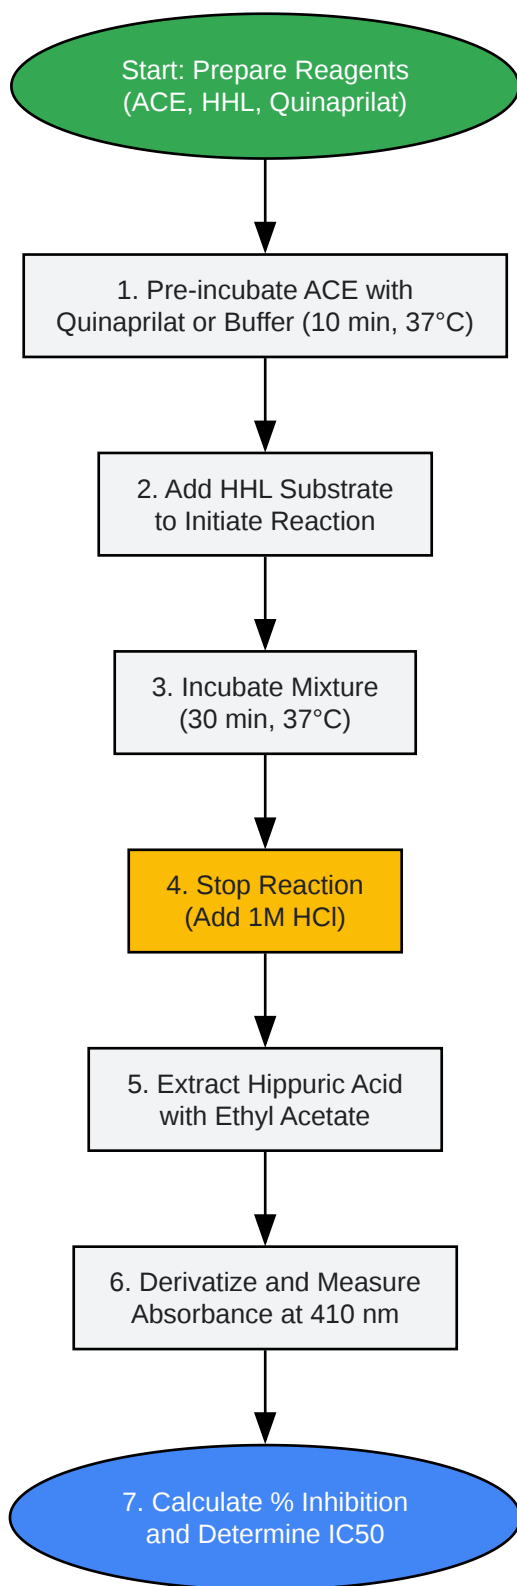 Start: Prepare Reagents
(ACE, HHL, Quinaprilat)
1. Pre-incubate ACE with
Quinaprilat or Buffer (10 min, 37°C)
2. Add HHL Substrate
to Initiate Reaction
3. Incubate Mixture
(30 min, 37°C)
4. Stop Reaction
(Add 1M HCl)
5. Extract Hippuric Acid
with Ethyl Acetate
6. Derivatize and Measure
Absorbance at 410 nm
7. Calculate % Inhibition
and Determine IC50